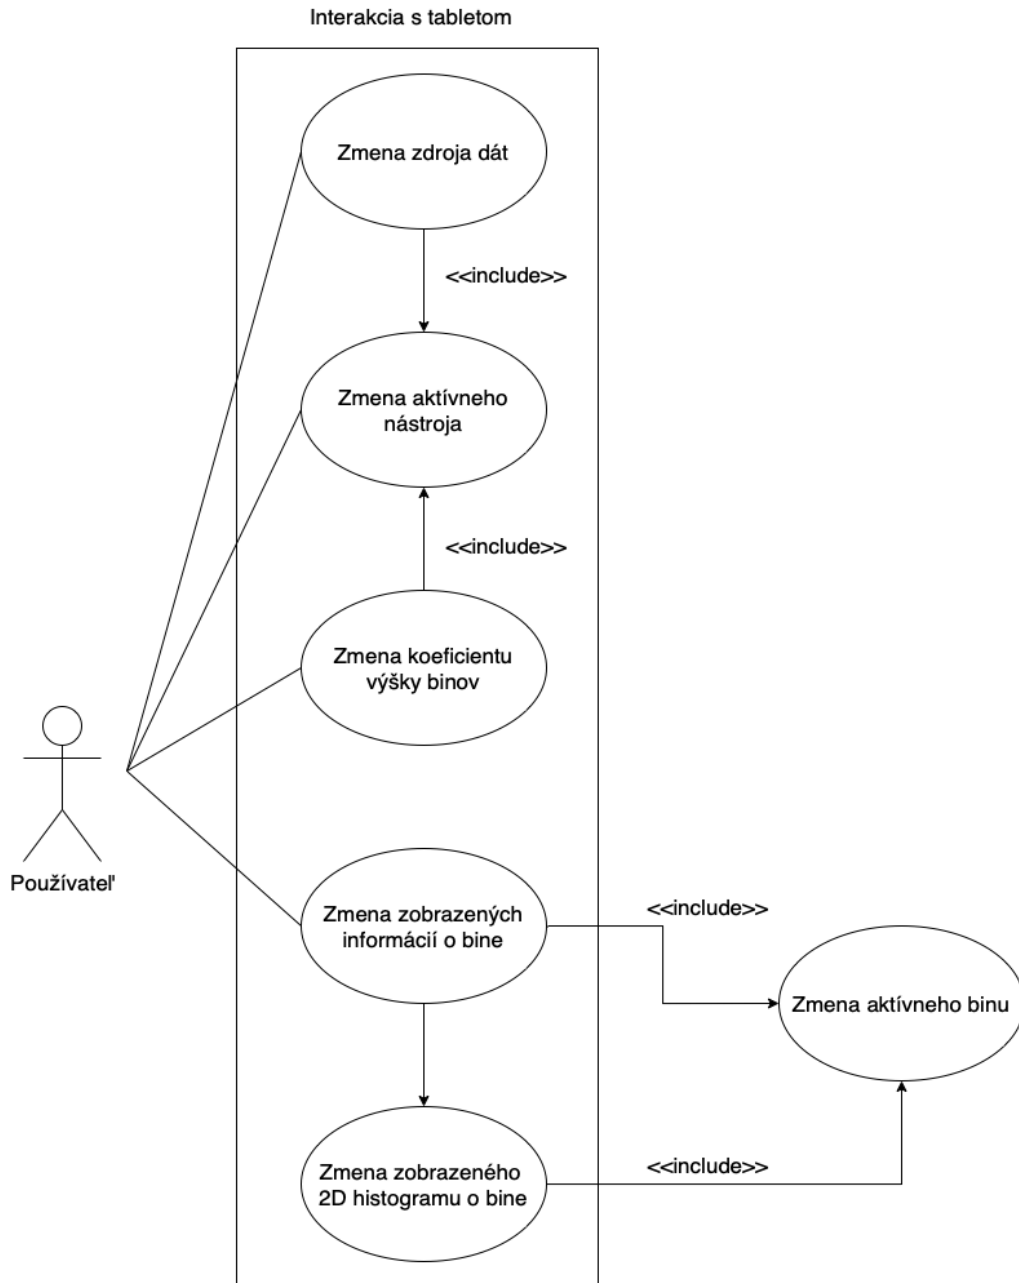 Interakcia s tabletom
Zmena zdroja dát
<<include>>
Zmena aktívneho
nástroja
<<include>>
Zmena koeficientu
výšky binov
Používateľ
Zmena zobrazených
informácií o bine
<<include>>
Zmena aktívneho binu
Zmena zobrazeného
2D histogramu o bine
<<include>>